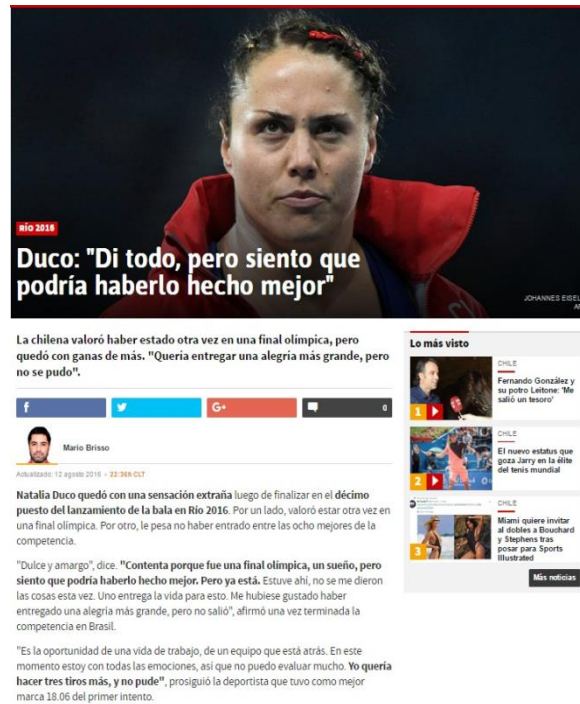 RÍO 2016
Duco: "Di todo, pero siento que
podría haberlo hecho mejor"
JOHANNES EISEL
La chilena valoró haber estado otra vez en una final olímpica, pero
quedó con ganas de más. "Quería entregar una alegría más grande, pero
no se pudo".
f
G+
0
Mario Brisso
Actualizado: 12 agosto 2016 - 22:36h CLT
Natalia Duco quedó con una sensación extraña luego de finalizar en el décimo
puesto del lanzamiento de la bala en Río 2016. Por un lado, valoró estar otra vez en
una final olímpica. Por otro, le pesa no haber entrado entre las ocho mejores de la
competencia.
"Dulce y amargo", dice. "Contenta porque fue una final olímpica, un sueño, pero
siento que podría haberlo hecho mejor. Pero ya está. Estuve ahí, no se me dieron
las cosas esta vez. Uno entrega la vida para esto. Me hubiese gustado haber
entregado una alegría más grande, pero no salió", afirmó una vez terminada la
competencia en Brasil.
"Es la oportunidad de una vida de trabajo, de un equipo que está atrás. En este
momento estoy con todas las emociones, asi que no puedo evaluar mucho. Yo quería
hacer tres tiros más, y no pude", prosiguió la deportista que tuvo como mejor
marca 18.06 del primer intento.
Lo más visto
1
CHILE
Fernando González y
su potro Leitone: 'Me
salió un tesoro'
2
CHILE
El nuevo estatus que
goza Jarry en la élite
del tenis mundial
3
CHILE
Miami quiere invitar
al dobles a Bouchard
y Stephens tras
posar para Sports
Illustrated
Más noticias